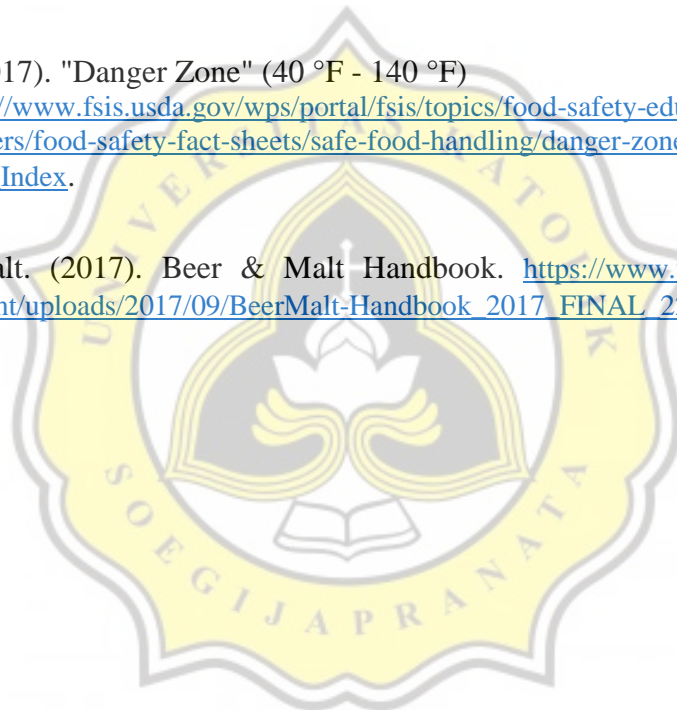 017). "Danger Zone" (40 °F - 140 °F)
//www.fsis.usda.gov/wps/portal/fsis/topics/food-safety-edu
ers/food-safety-fact-sheets/safe-food-handling/danger-zone
Index.
alt. (2017). Beer & Malt Handbook. https://www.
nt/uploads/2017/09/BeerMalt-Handbook_2017_FINAL_2
UNIVERSITAS KATOLIK
SOEGIJAPRANATA